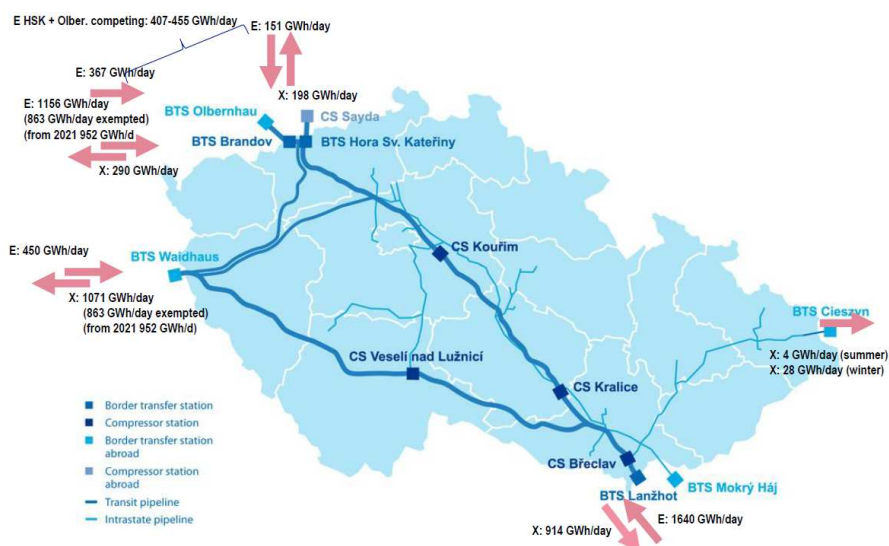 E HSK + Olber. competing: 407-455 GWh/day
E: 151 GWh/day
E: 367 GWh/day
X: 198 GWh/day
E: 1156 GWh/day
(863 GWh/day exempted)
(from 2021 952 GWh/d
BTS Olbernhau
CS Sayda
BTS Brandov
BTS Hora Sv. Kateřiny
X: 290 GWh/day
E: 450 GWh/day
BTS Waidhaus
CS Kouřim
X: 1071 GWh/day
(863 GWh/day exempted)
(from 2021 952 GWh/d)
BTS Cieszyn
CS Veselí nad Lužnicí
X: 4 GWh/day (summer)
X: 28 GWh/day (winter)
CS Kralice
Border transfer station
Compressor station
Border transfer station
abroad
Compressor station
abroad
Transit pipeline
Intrastate pipeline
CS Břeclav
BTS Mokrý Háj
BTS Lanžhot
E: 1640 GWh/day
X: 914 GWh/day